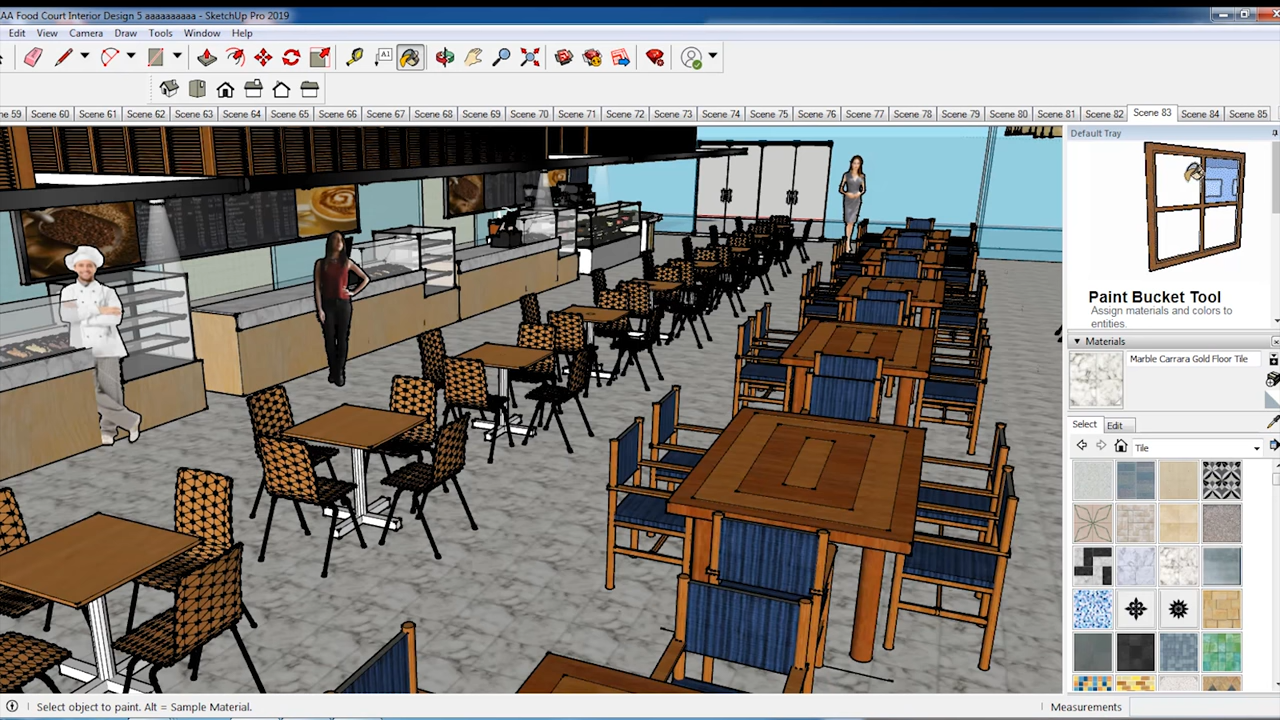 AA Food Court Interior Design 5 aaaaaaaaaa - SketchUp Pro 2019
Edit View Camera Draw Tools Window Help
A1
ne 59 Scene 60 Scene 61 Scene 62 Scene 63 Scene 64 Scene 65 Scene 66 Scene 67 Scene 68 Scene 69 Scene 70 Scene 71 Scene 72 Scene 73 Scene 74 Scene 75 Scene 76 Scene 77 Scene 78 Scene 79 Scene 80 Scene 81 Scene 82 Scene 83 Scene 84 Scene 85
Default Tray
Paint Bucket Tool
Assign materials and colors to
entities.
Materials
Marble Carrara Gold Floor Tile
Select Edit
Tile
Select object to paint. Alt = Sample Material.
Measurements